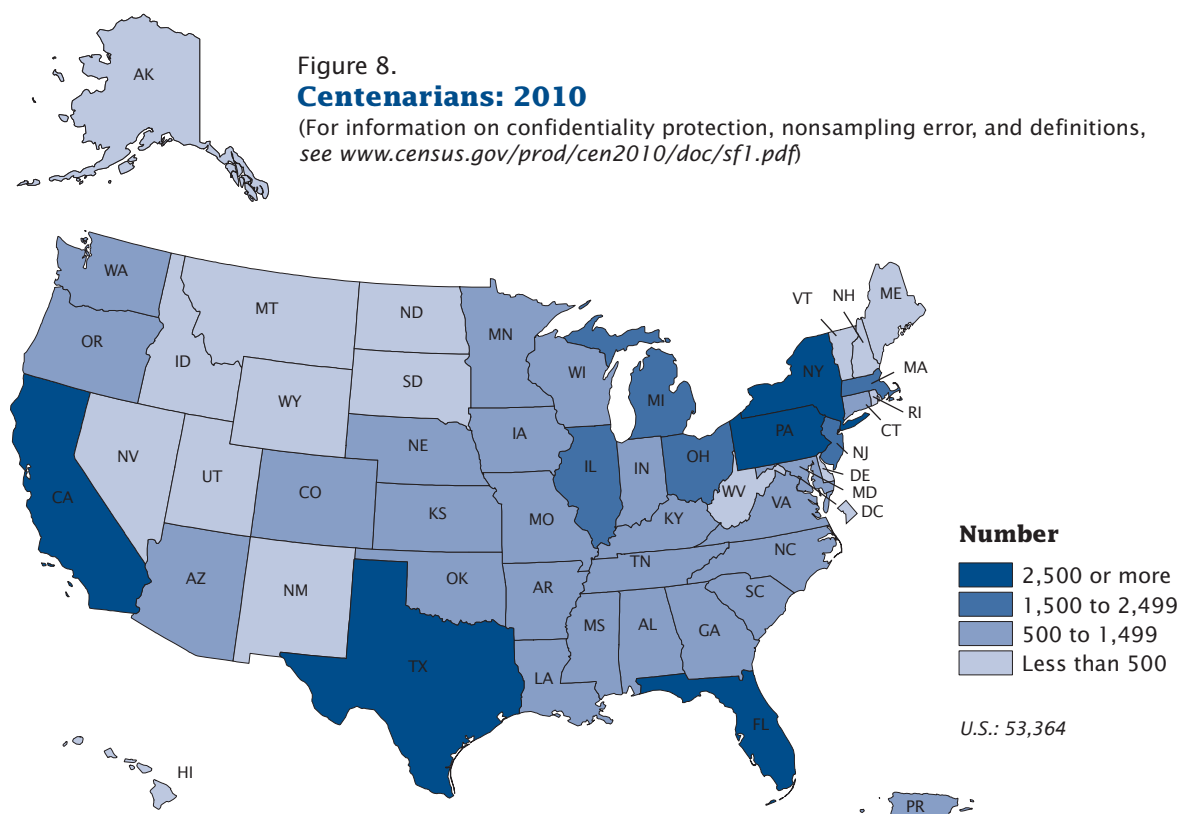 AK
Figure 8.
Centenarians: 2010
(For information on confidentiality protection, nonsampling error, and definitions,
see www.census.gov/prod/cen2010/doc/sf1.pdf)
WA
MT
ND
MN
VT
NH
ME
OR
ID
SD
WI
NY
MA
WY
MI
RI
CT
NV
UT
NE
IA
PA
NJ
CA
CO
IL
IN
OH
DE
MD
DC
WV
VA
KS
MO
KY
AZ
NM
OK
AR
TN
NC
SC
MS
AL
GA
TX
LA
FL
HI
PR
Number
2,500 or more
1,500 to 2,499
500 to 1,499
Less than 500
U.S.: 53,364